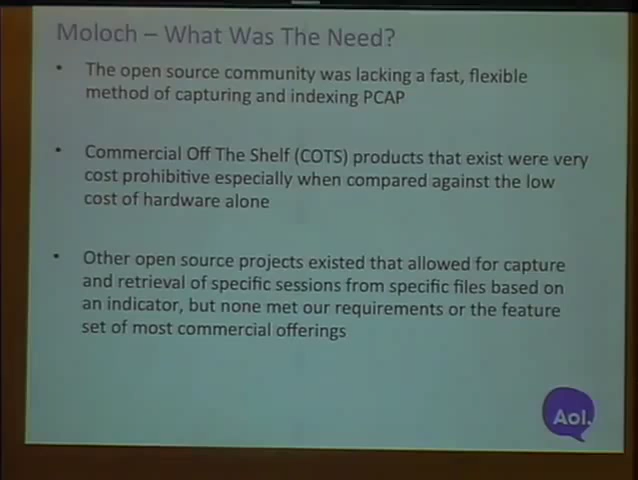 Moloch – What Was The Need?
• The open source community was lacking a fast, flexible
method of capturing and indexing PCAP
• Commercial Off The Shelf (COTS) products that exist were very
cost prohibitive especially when compared against the low
cost of hardware alone
• Other open source projects existed that allowed for capture
and retrieval of specific sessions from specific files based on
an indicator, but none met our requirements or the feature
set of most commercial offerings
Aol.